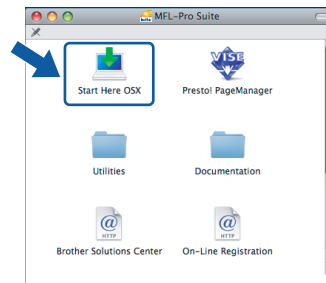 MFL-Pro Suite
Start Here OSX
Presto! PageManager
VISE
Utilities
Documentation
@
HTTP
@
HTTP
Brother Solutions Center
On-Line Registration